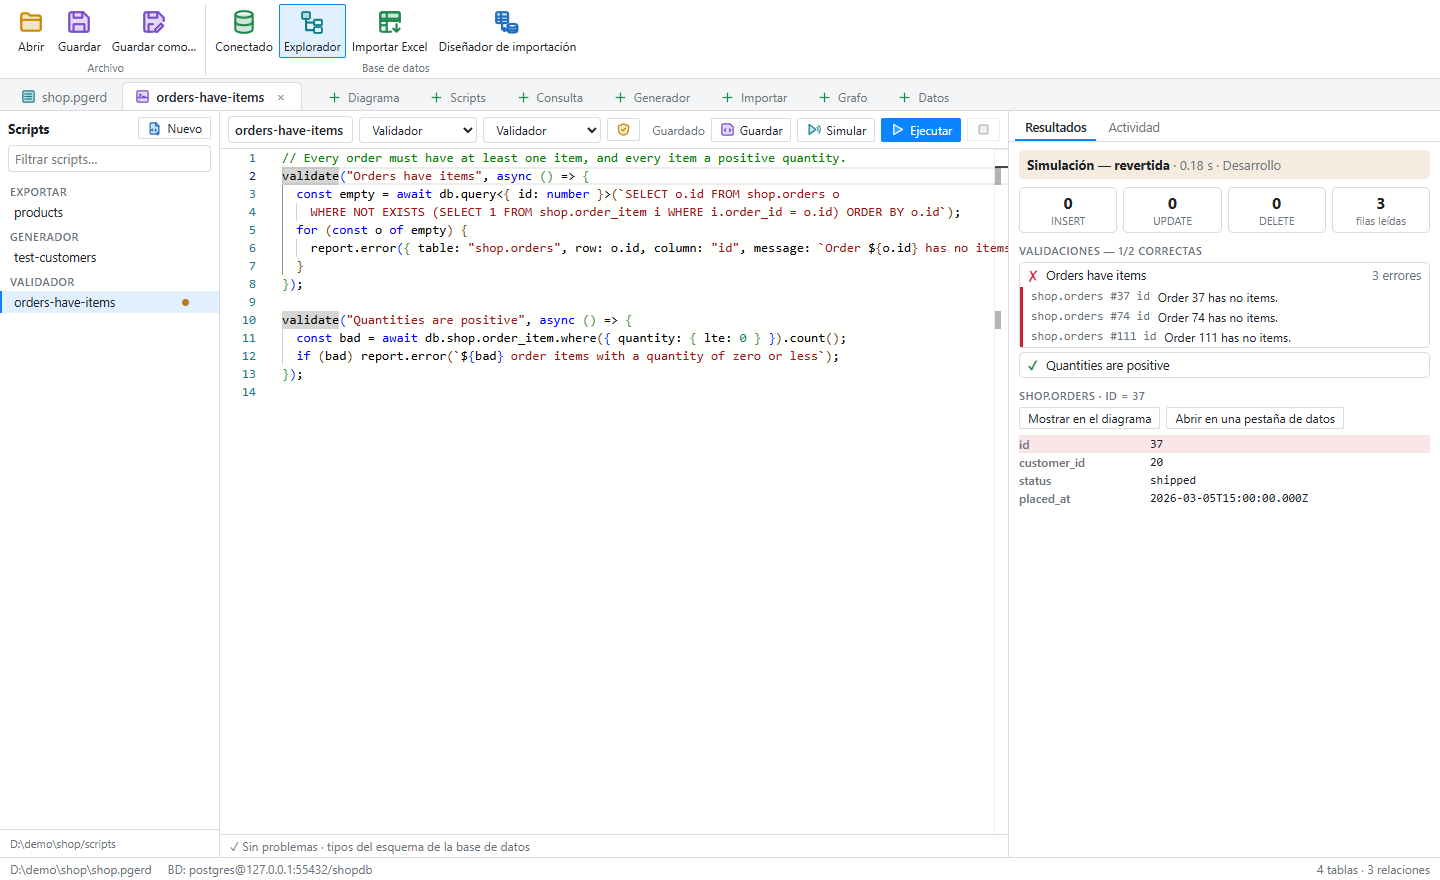 Abrir
Guardar
Guardar como...
Archivo
Conectado
Explorador
Importar Excel
Diseñador de importación
Base de datos
shop.pgerd
orders-have-items ×
+ Diagrama
+ Scripts
+ Consulta
+ Generador
+ Importar
+ Grafo
+ Datos
Scripts
Nuevo
Filtrar scripts...
EXPORTAR
products
GENERADOR
test-customers
VALIDADOR
orders-have-items
D:\demo\shop/scripts
orders-have-items
Validador
Validador
Guardado
Guardar
Simular
Ejecutar
1 // Every order must have at least one item, and every item a positive quantity.
2 validate("Orders have items", async () => {
3 const empty = await db.query<{ id: number }>(`SELECT o.id FROM shop.orders o
4 WHERE NOT EXISTS (SELECT 1 FROM shop.order_item i WHERE i.order_id = o.id) ORDER BY o.id`);
5 for (const o of empty) {
6 report.error({ table: "shop.orders", row: o.id, column: "id", message: `Order ${o.id} has no items
7 }
8 });
9
10 validate("Quantities are positive", async () => {
11 const bad = await db.shop.order_item.where({ quantity: { lte: 0 } }).count();
12 if (bad) report.error(`${bad} order items with a quantity of zero or less`);
13 });
14
✓ Sin problemas · tipos del esquema de la base de datos
Resultados
Actividad
Simulación — revertida · 0.18 s · Desarrollo
0 INSERT
0 UPDATE
0 DELETE
3 filas leídas
VALIDACIONES — 1/2 CORRECTAS
✗ Orders have items 3 errores
shop.orders #37 id Order 37 has no items.
shop.orders #74 id Order 74 has no items.
shop.orders #111 id Order 111 has no items.
✓ Quantities are positive
SHOP.ORDERS · ID = 37
Mostrar en el diagrama
Abrir en una pestaña de datos
id 37
customer_id 20
status shipped
placed_at 2026-03-05T15:00:00.000Z
D:\demo\shop\shop.pgerd
BD: postgres@127.0.0.1:55432/shopdb
4 tablas · 3 relaciones